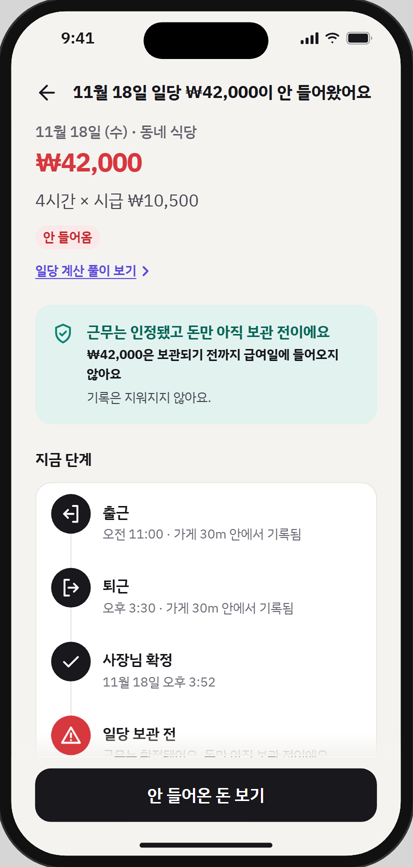 9:41
11월 18일 일당 ₩42,000이 안 들어왔어요
11월 18일 (수) · 동네 식당
₩42,000
4시간 × 시급 ₩10,500
안 들어옴
일당 계산 풀이 보기
근무는 인정됐고 돈만 아직 보관 전이에요
₩42,000은 보관되기 전까지 급여일에 들어오지
않아요
기록은 지워지지 않아요.
지금 단계
출근
오전 11:00 · 가게 30m 안에서 기록됨
퇴근
오후 3:30 · 가게 30m 안에서 기록됨
사장님 확정
11월 18일 오후 3:52
일당 보관 전
안 들어온 돈 보기